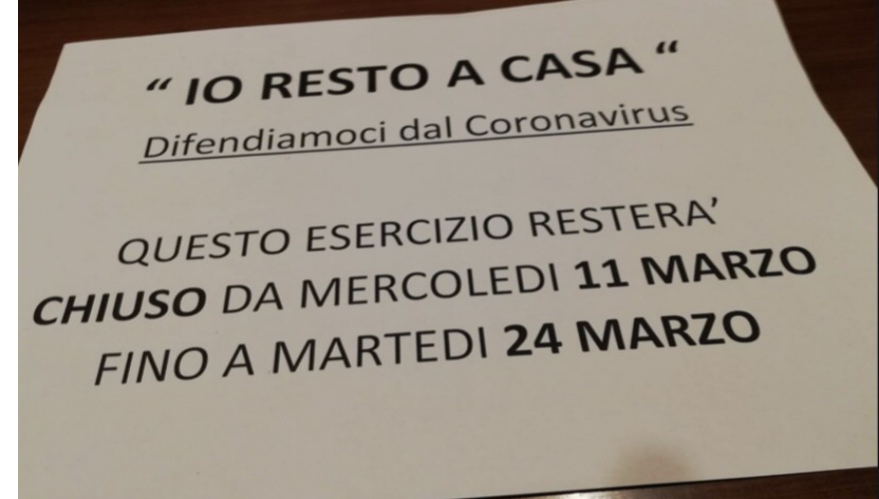 “ IO RESTO A CASA “
Difendiamoci dal Coronavirus
QUESTO ESERCIZIO RESTERA’
CHIUSO DA MERCOLEDI 11 MARZO
FINO A MARTEDI 24 MARZO